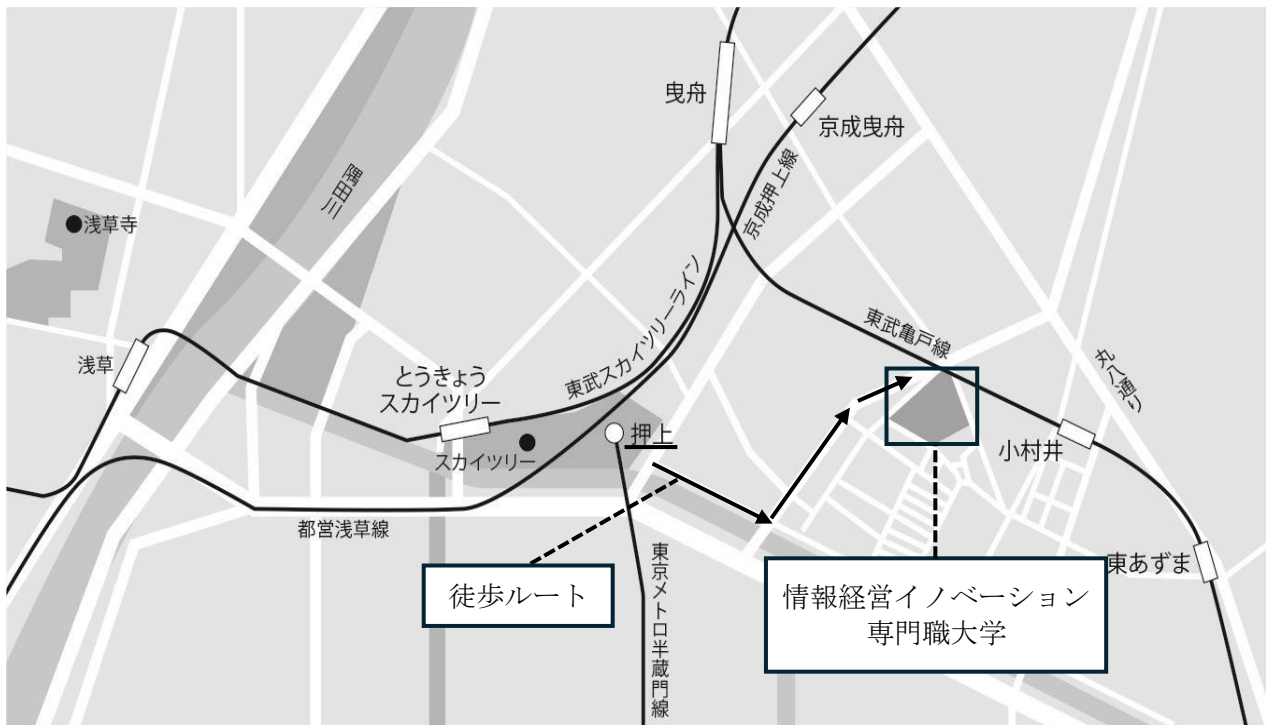 曳舟
京成曳舟
隅田川
京成押上線
浅草寺
東武スカイツリーライン
東武亀戸線
丸八通り
浅草
とうきょう
スカイツリー
押上
スカイツリー
小村井
都営浅草線
東京メトロ半蔵門線
東あずま
徒歩ルート
情報経営イノベーション
専門職大学